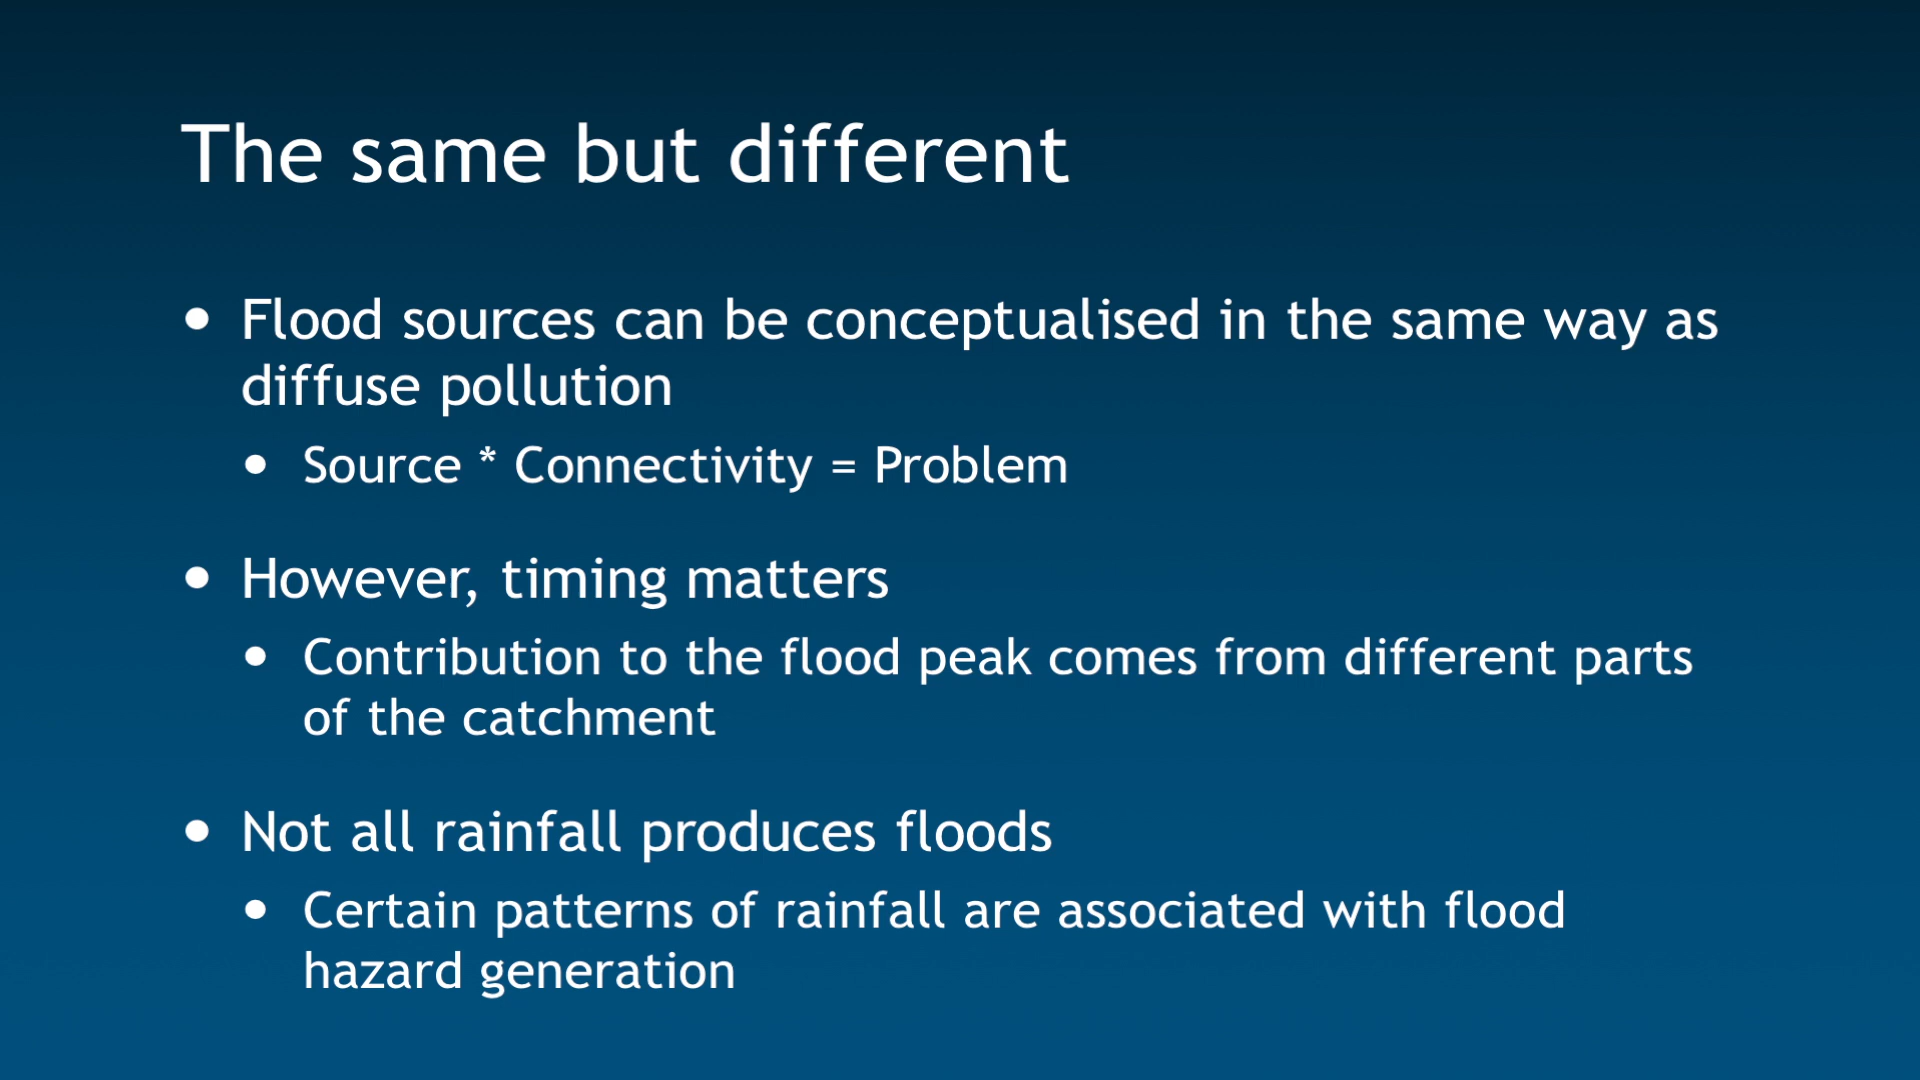 The same but different
• Flood sources can be conceptualised in the same way as
diffuse pollution
• Source * Connectivity = Problem
• However, timing matters
• Contribution to the flood peak comes from different parts
of the catchment
• Not all rainfall produces floods
• Certain patterns of rainfall are associated with flood
hazard generation